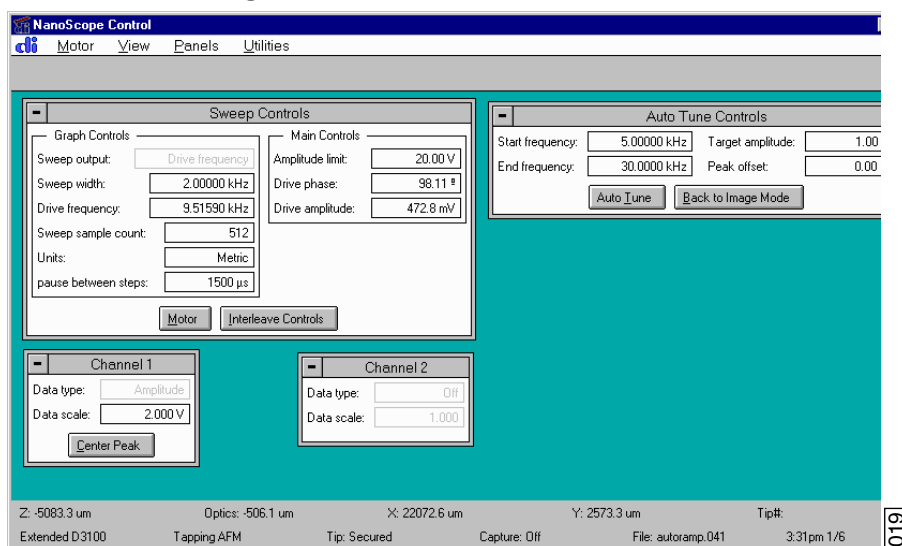 NanoScope Control
di Motor View Panels Utilities
Sweep Controls
Graph Controls
Sweep output: Drive frequency
Sweep width: 2.00000 kHz
Drive frequency: 9.51590 kHz
Sweep sample count: 512
Units: Metric
pause between steps: 1500 µs
Main Controls
Amplitude limit: 20.00 V
Drive phase: 98.11 º
Drive amplitude: 472.8 mV
Motor Interleave Controls
Auto Tune Controls
Start frequency: 5.00000 kHz Target amplitude: 1.00
End frequency: 30.0000 kHz Peak offset: 0.00
Auto Tune Back to Image Mode
Channel 1
Data type: Amplitude
Data scale: 2.000 V
Center Peak
Channel 2
Data type: Off
Data scale: 1.000
Z: -5083.3 um Optics: -506.1 um X: 22072.6 um Y: 2573.3 um Tip#:
Extended D3100 Tapping AFM Tip: Secured Capture: Off File: autoramp.041 3:31pm 1/6
019